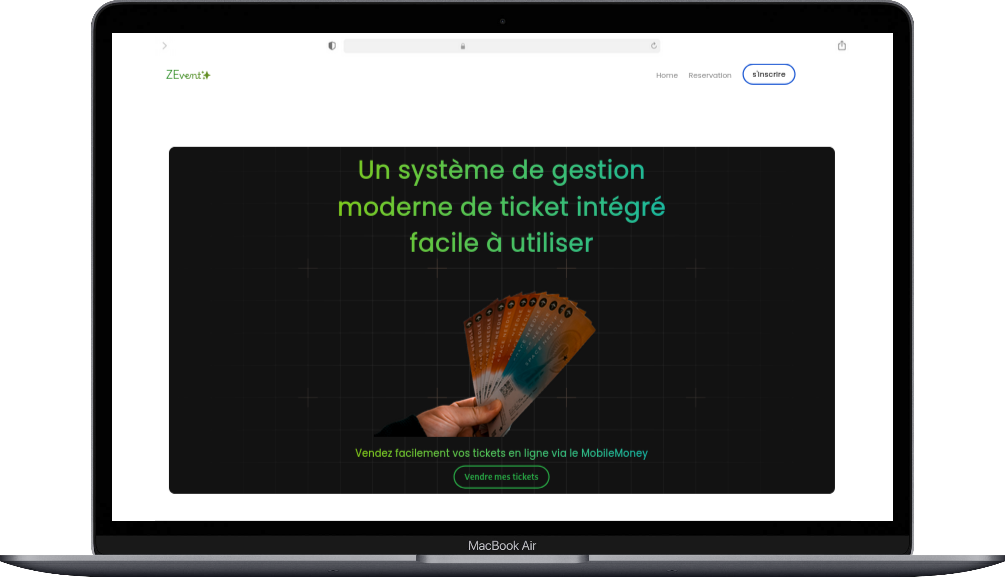 ZEvent
Home
Reservation
s'inscrire
Un système de gestion
moderne de ticket intégré
facile à utiliser
Vendez facilement vos tickets en ligne via le MobileMoney
Vendre mes tickets
MacBook Air